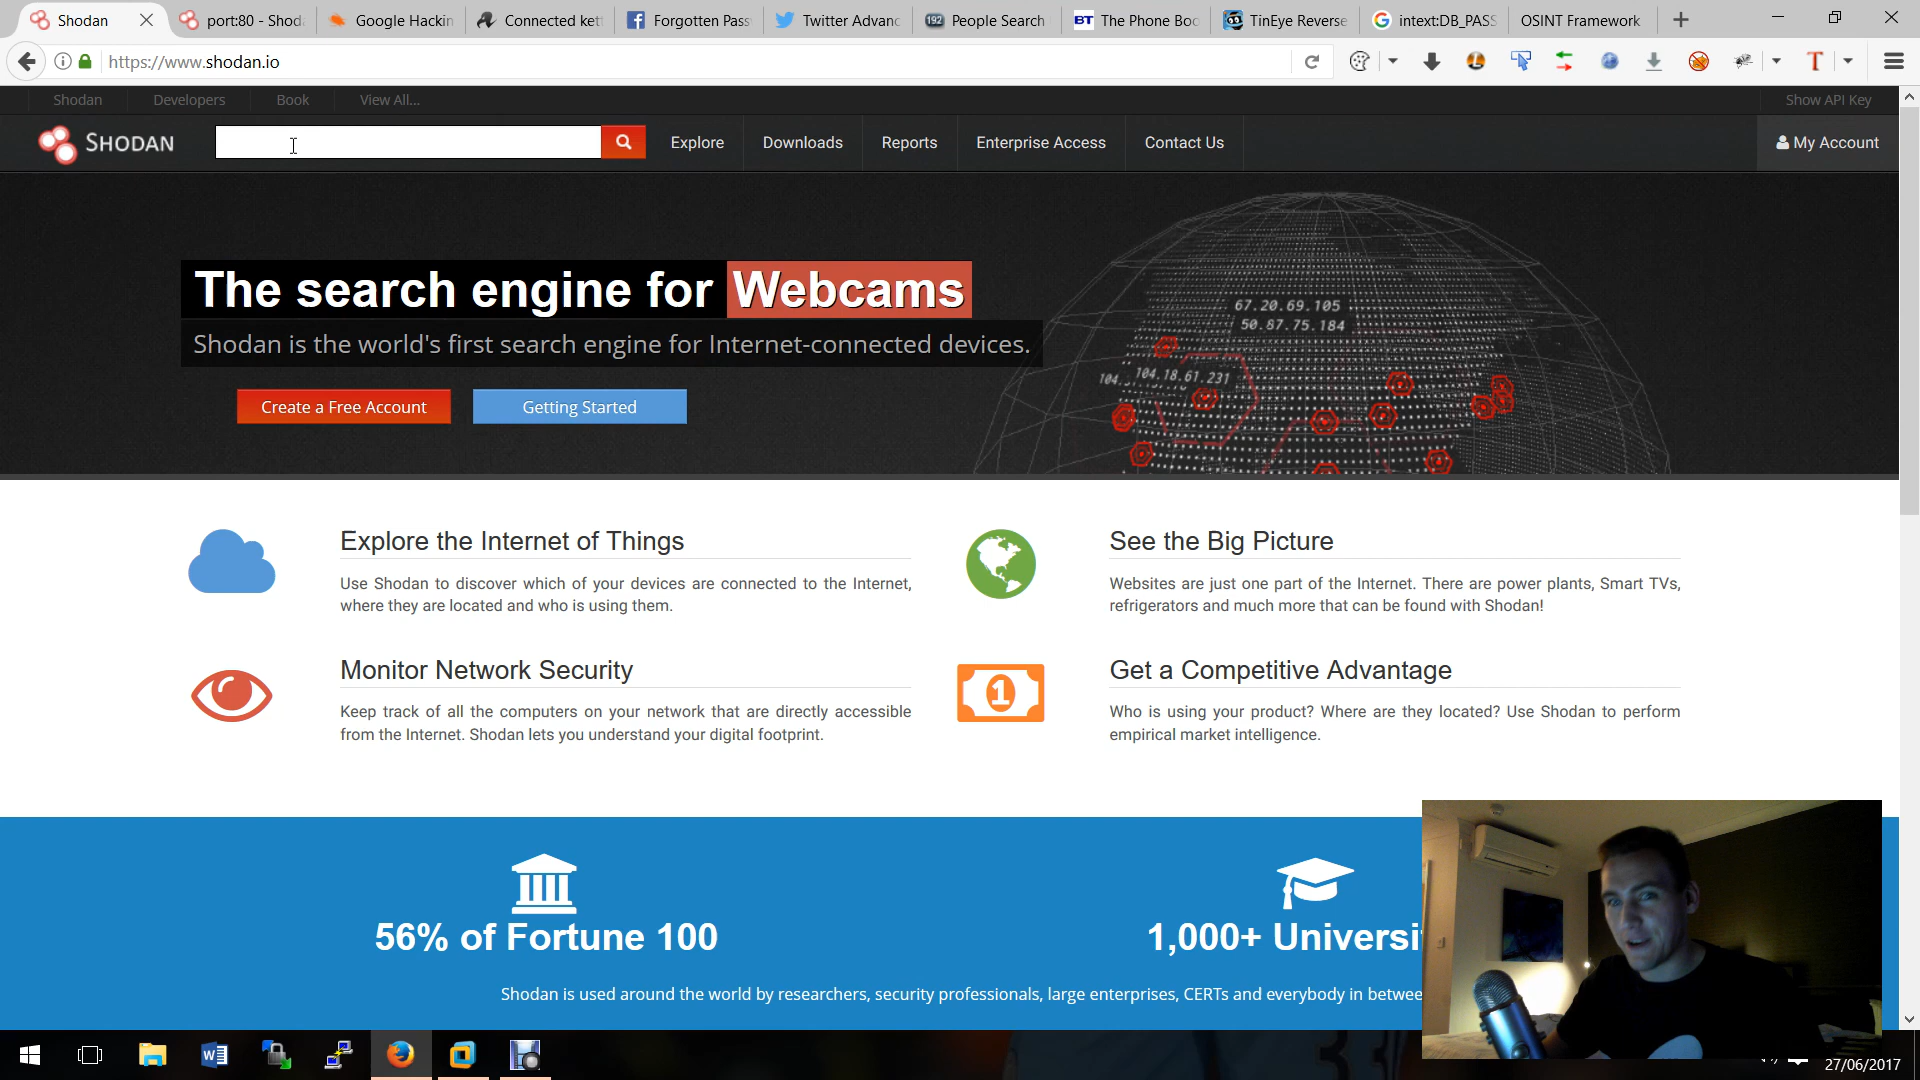 Shodan
port:80 - Shoda
Google Hackin
Connected kett
Forgotten Pass
Twitter Advanc
192
People Search
BT
The Phone Boo
TinEye Reverse
intext:DB_PASS
OSINT Framework
https://www.shodan.io
T
Shodan
Developers
Book
View All...
Show API Key
SHODAN
Explore
Downloads
Reports
Enterprise Access
Contact Us
My Account
The search engine for Webcams
Shodan is the world's first search engine for Internet-connected devices.
Create a Free Account
Getting Started
67.20.69.105
50.87.75.184
104.
104.18.61.231
Explore the Internet of Things
Use Shodan to discover which of your devices are connected to the Internet,
where they are located and who is using them.
See the Big Picture
Websites are just one part of the Internet. There are power plants, Smart TVs,
refrigerators and much more that can be found with Shodan!
Monitor Network Security
Keep track of all the computers on your network that are directly accessible
from the Internet. Shodan lets you understand your digital footprint.
1
Get a Competitive Advantage
Who is using your product? Where are they located? Use Shodan to perform
empirical market intelligence.
56% of Fortune 100
1,000+ Universi
Shodan is used around the world by researchers, security professionals, large enterprises, CERTs and everybody in betwee
27/06/2017